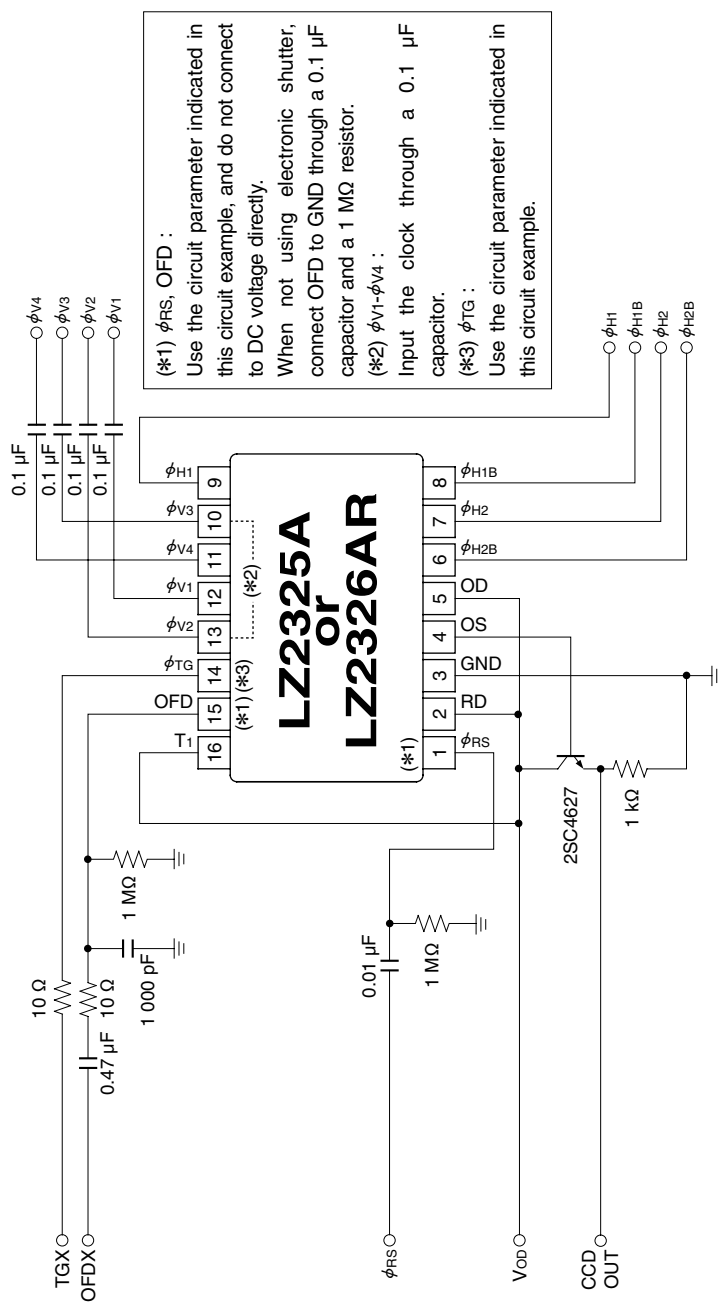 TGX
OFDX
10 Ω
0.47 µF
10 Ω
1 000 pF
1 MΩ
0.1 µF
0.1 µF
0.1 µF
0.1 µF
ϕV4
ϕV3
ϕV2
ϕV1
T1
OFD
ϕTG
ϕV2
ϕV1
ϕV4
ϕV3
ϕH1
16
15
14
13
12
11
10
9
(*1) (*3)
(*2)
LZ2325A
or
LZ2326AR
(*1)
1
2
3
4
5
6
7
8
ϕRS
RD
GND
OS
OD
ϕH2B
ϕH2
ϕH1B
ϕRS
0.01 µF
1 MΩ
VOD
CCD
OUT
2SC4627
1 kΩ
ϕH1
ϕH1B
ϕH2
ϕH2B
(*1) ϕRS, OFD :
Use the circuit parameter indicated in
this circuit example, and do not connect
to DC voltage directly.
When not using electronic shutter,
connect OFD to GND through a 0.1 µF
capacitor and a 1 MΩ resistor.
(*2) ϕV1-ϕV4 :
Input the clock through a 0.1 µF
capacitor.
(*3) ϕTG :
Use the circuit parameter indicated in
this circuit example.